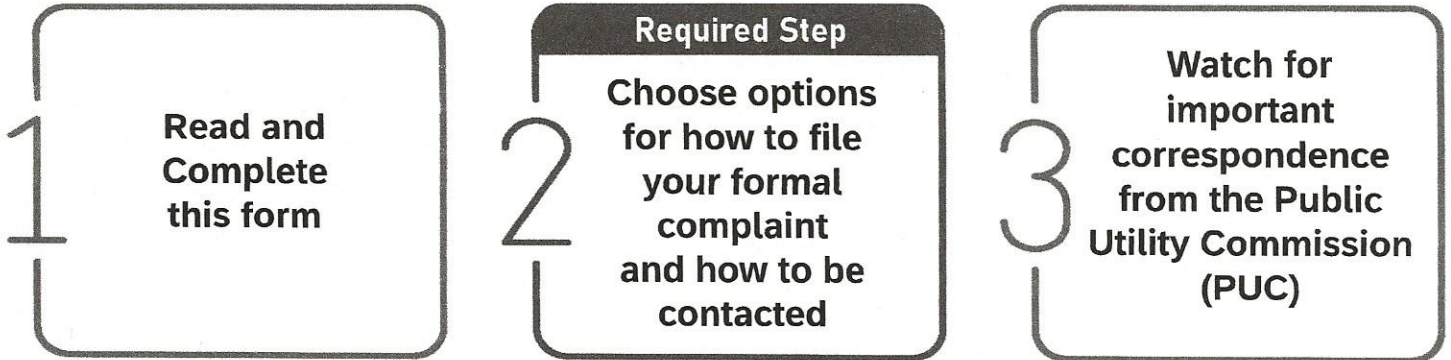 1
Read and
Complete
this form
Required Step
2
Choose options
for how to file
your formal
complaint
and how to be
contacted
3
Watch for
important
correspondence
from the Public
Utility Commission
(PUC)